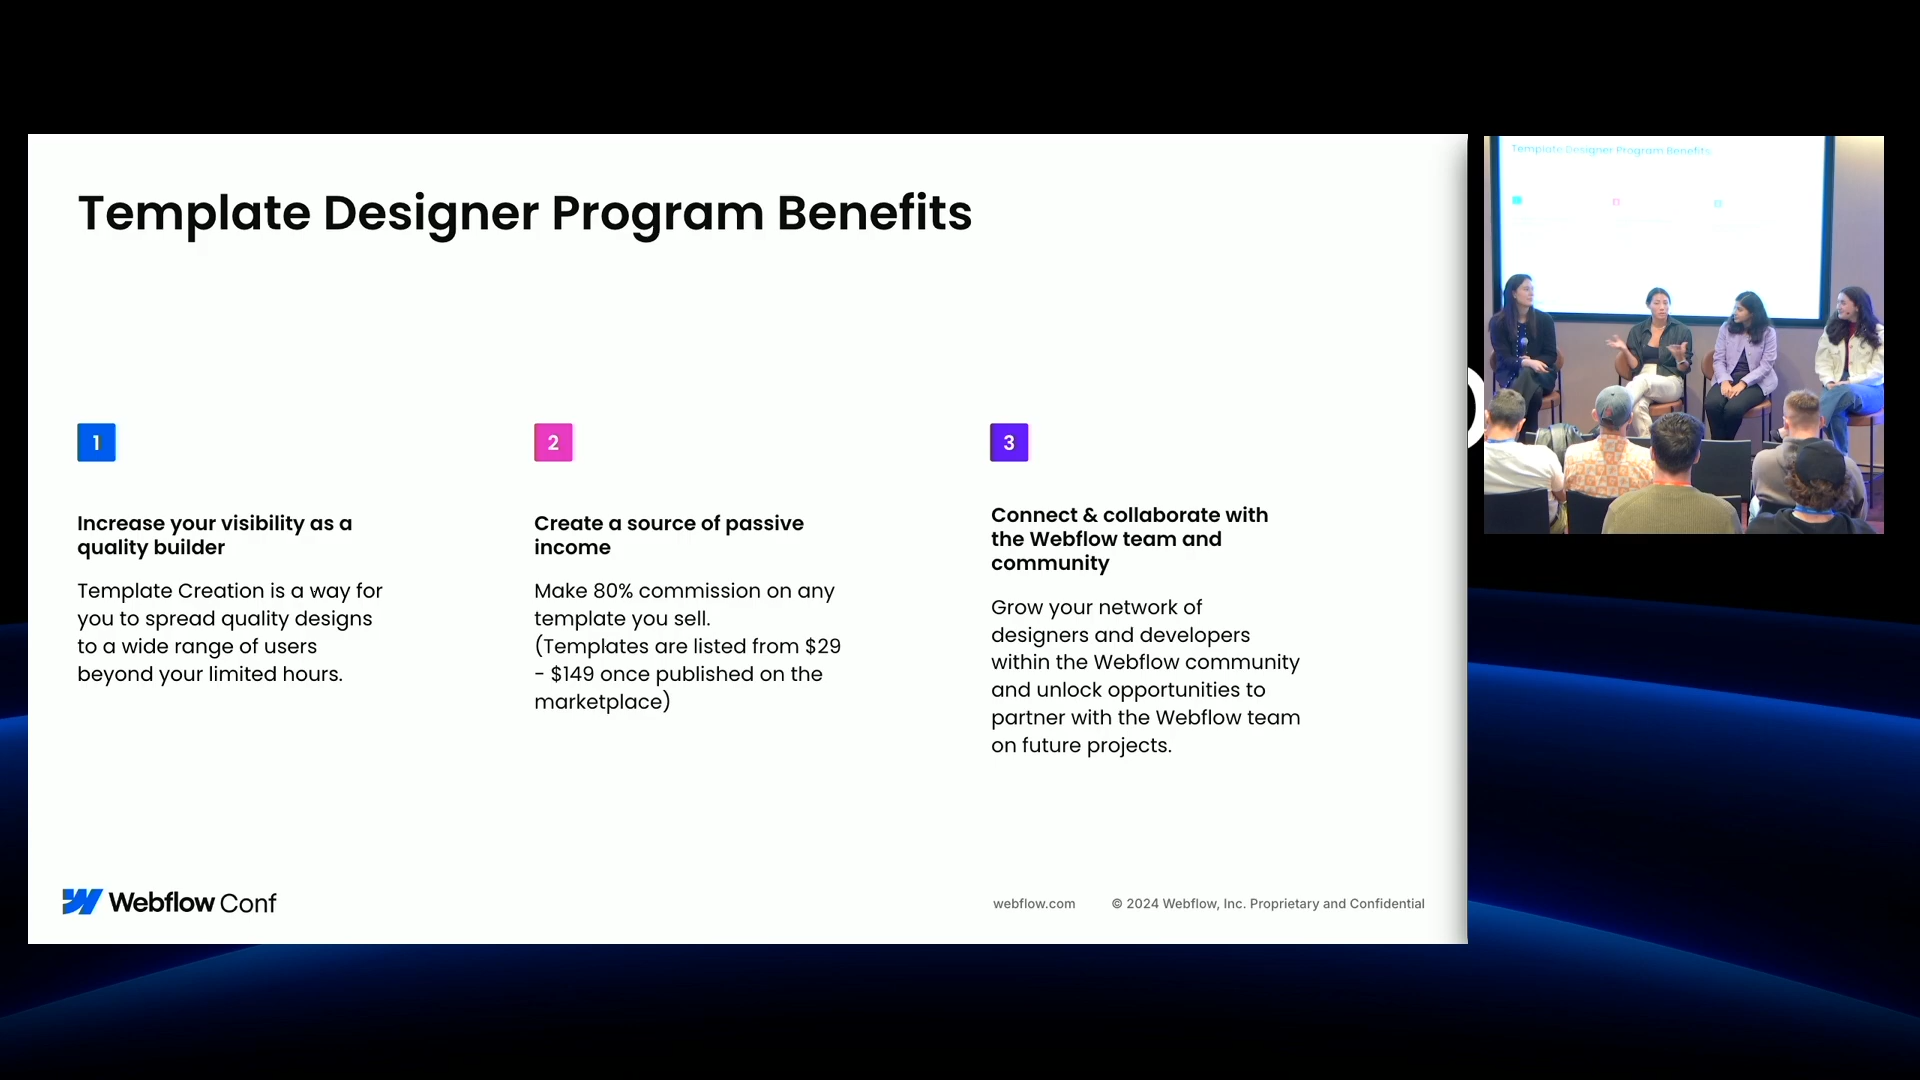 Template Designer Program Benefits
1
Increase your visibility as a
quality builder
Template Creation is a way for
you to spread quality designs
to a wide range of users
beyond your limited hours.
2
Create a source of passive
income
Make 80% commission on any
template you sell.
(Templates are listed from $29
- $149 once published on the
marketplace)
3
Connect & collaborate with
the Webflow team and
community
Grow your network of
designers and developers
within the Webflow community
and unlock opportunities to
partner with the Webflow team
on future projects.
Webflow Conf
webflow.com
© 2024 Webflow, Inc. Proprietary and Confidential
Template Designer Program Benefits